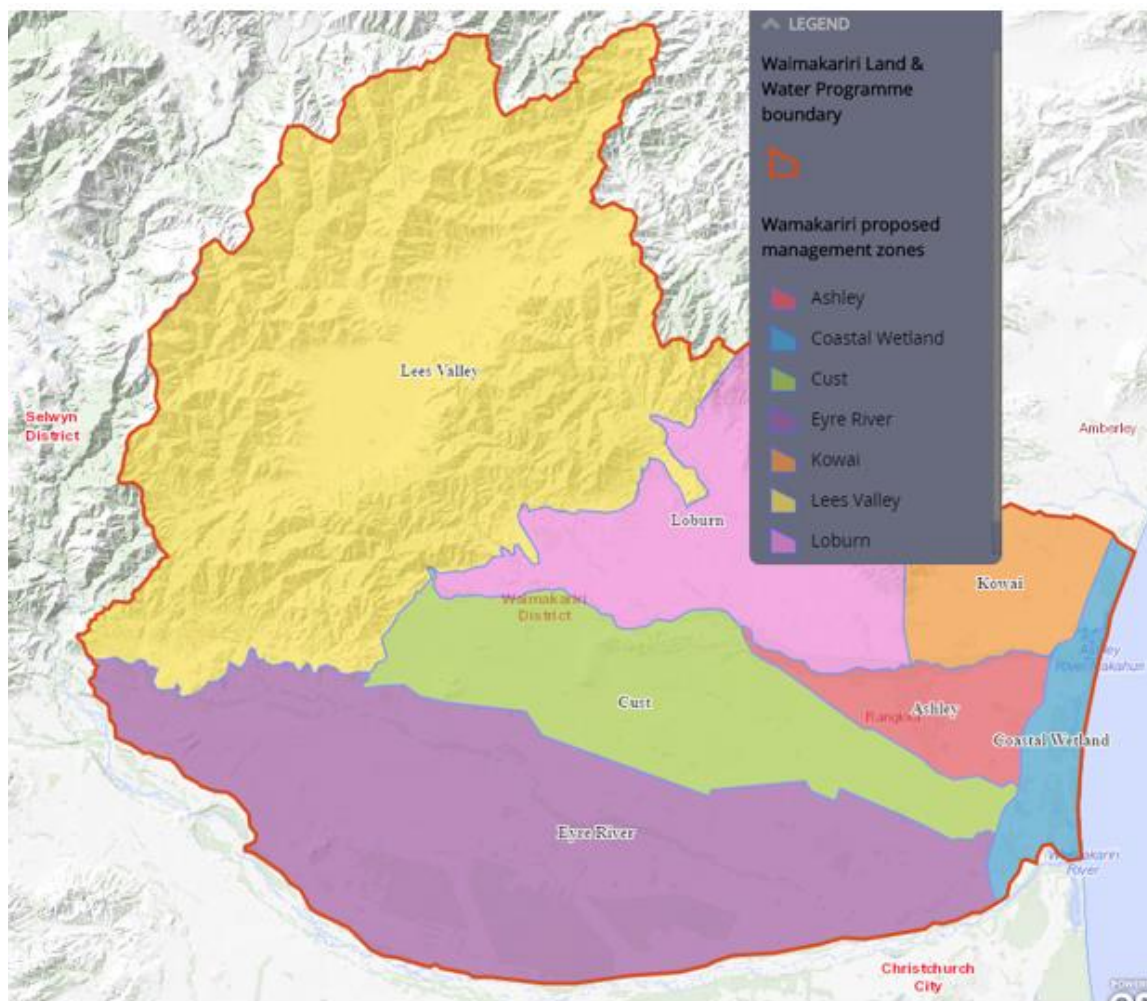 LEGEND
Waimakariri Land &
Water Programme
boundary
Wamakariri proposed
management zones
Ashley
Coastal Wetland
Cust
Eyre River
Kowai
Lees Valley
Loburn
Lees Valley
Selwyn
District
Amberley
Loburn
Kowai
Waimakariri
District
Ashley
River
Cust
Ashley
Coastal Wetland
Eyre River
River
Christchurch
City